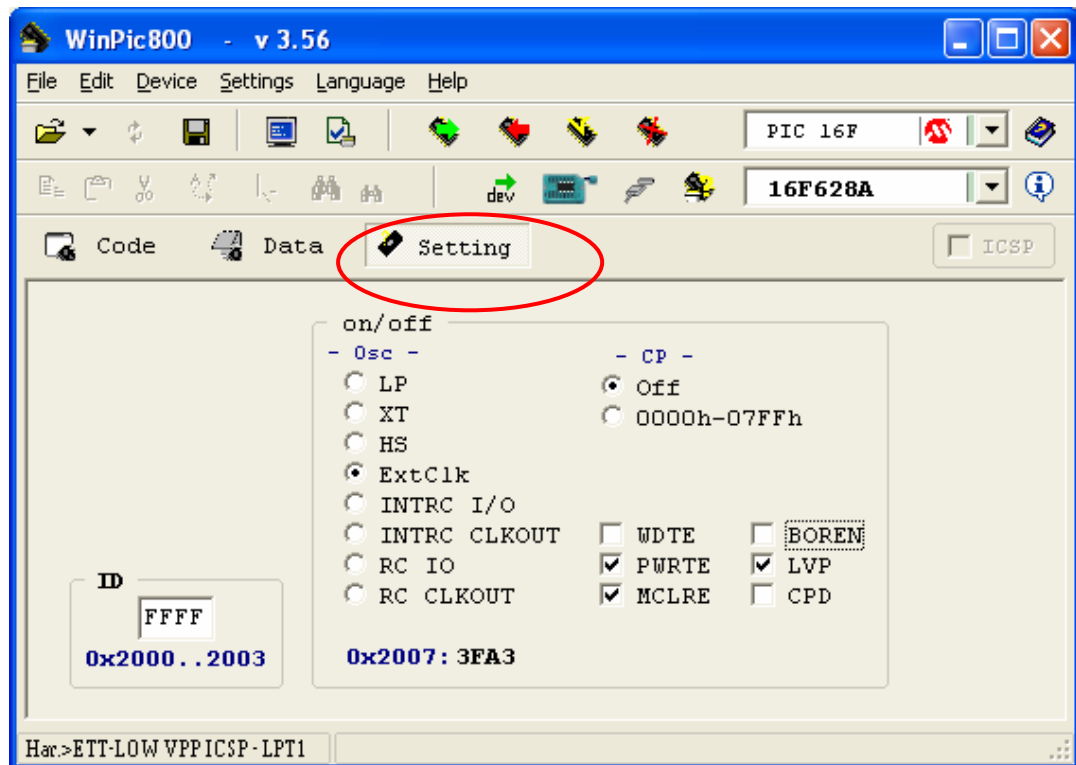 WinPic800 - v 3.56
File Edit Device Settings Language Help
PIC 16F
dev 16F628A
Code Data Setting ICSP
on/off
- Osc - - CP -
LP Off
XT 0000h-07FFh
HS
ExtClk
INTRC I/O
INTRC CLKOUT WDTE BOREN
RC IO PWRTE LVP
RC CLKOUT MCLRE CPD
ID
FFFF
0x2000..2003 0x2007: 3FA3
Har.>ETT-LOW VPP ICSP - LPT1